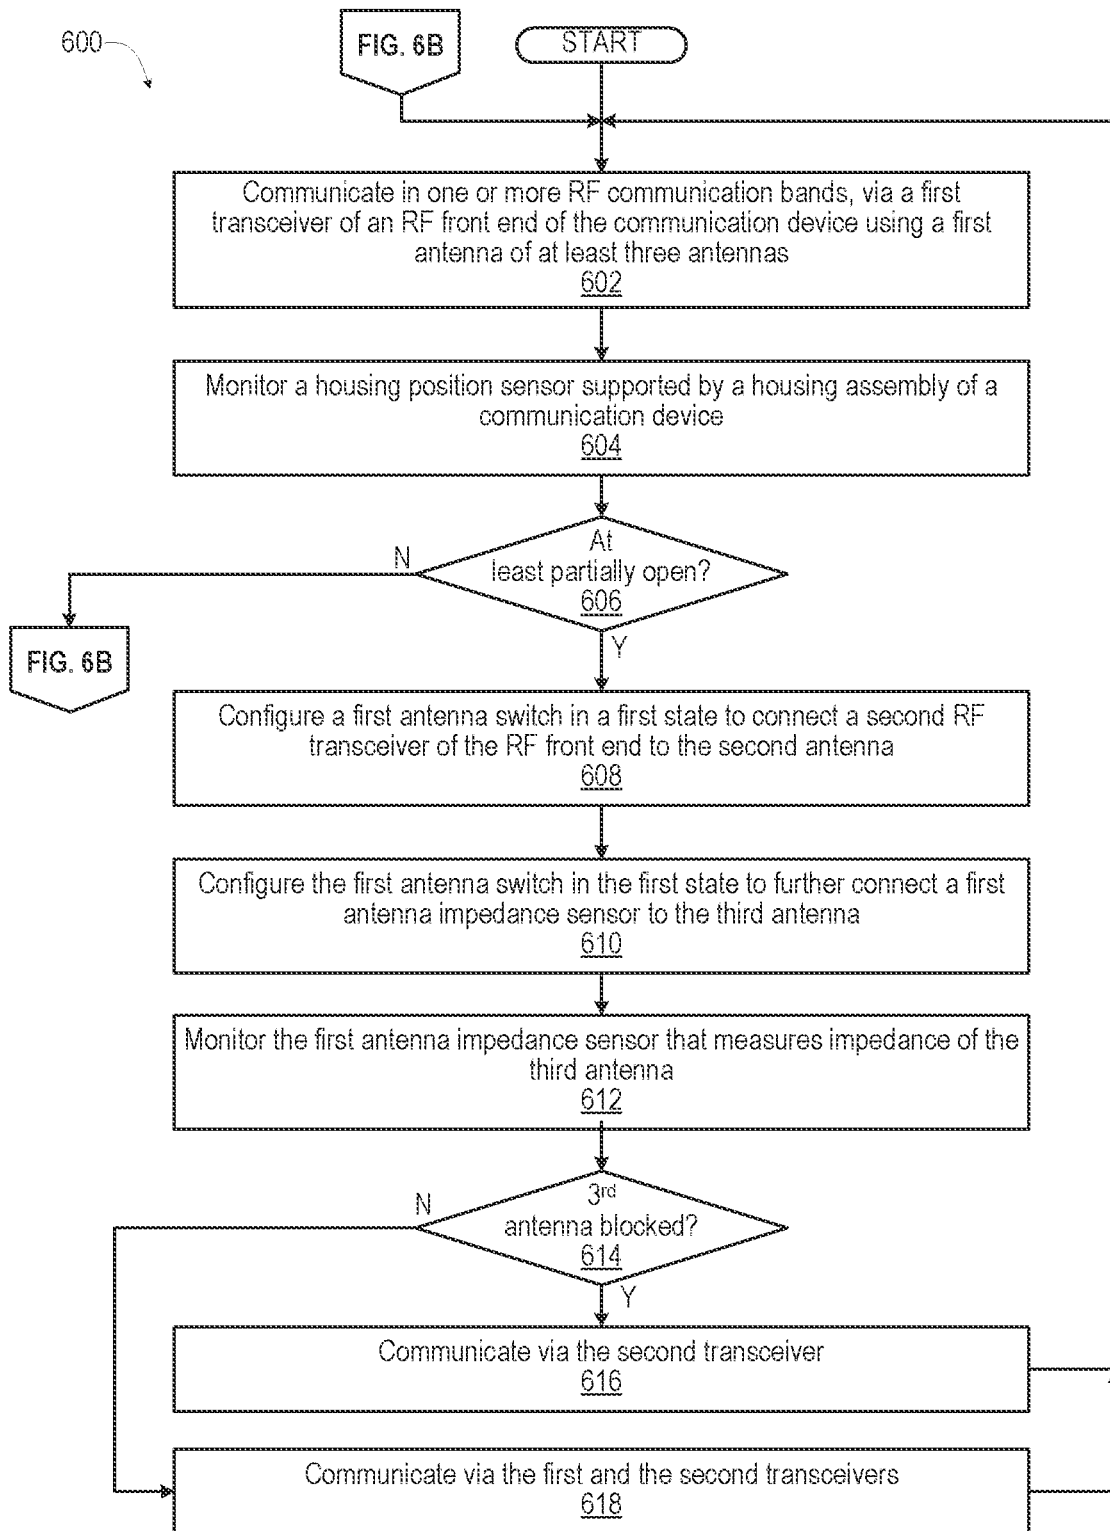 600
FIG. 6B
START
Communicate in one or more RF communication bands, via a first
transceiver of an RF front end of the communication device using a first
antenna of at least three antennas
602
Monitor a housing position sensor supported by a housing assembly of a
communication device
604
At
least partially open?
606
N
Y
FIG. 6B
Configure a first antenna switch in a first state to connect a second RF
transceiver of the RF front end to the second antenna
608
Configure the first antenna switch in the first state to further connect a first
antenna impedance sensor to the third antenna
610
Monitor the first antenna impedance sensor that measures impedance of the
third antenna
612
3rd
antenna blocked?
614
N
Y
Communicate via the second transceiver
616
Communicate via the first and the second transceivers
618